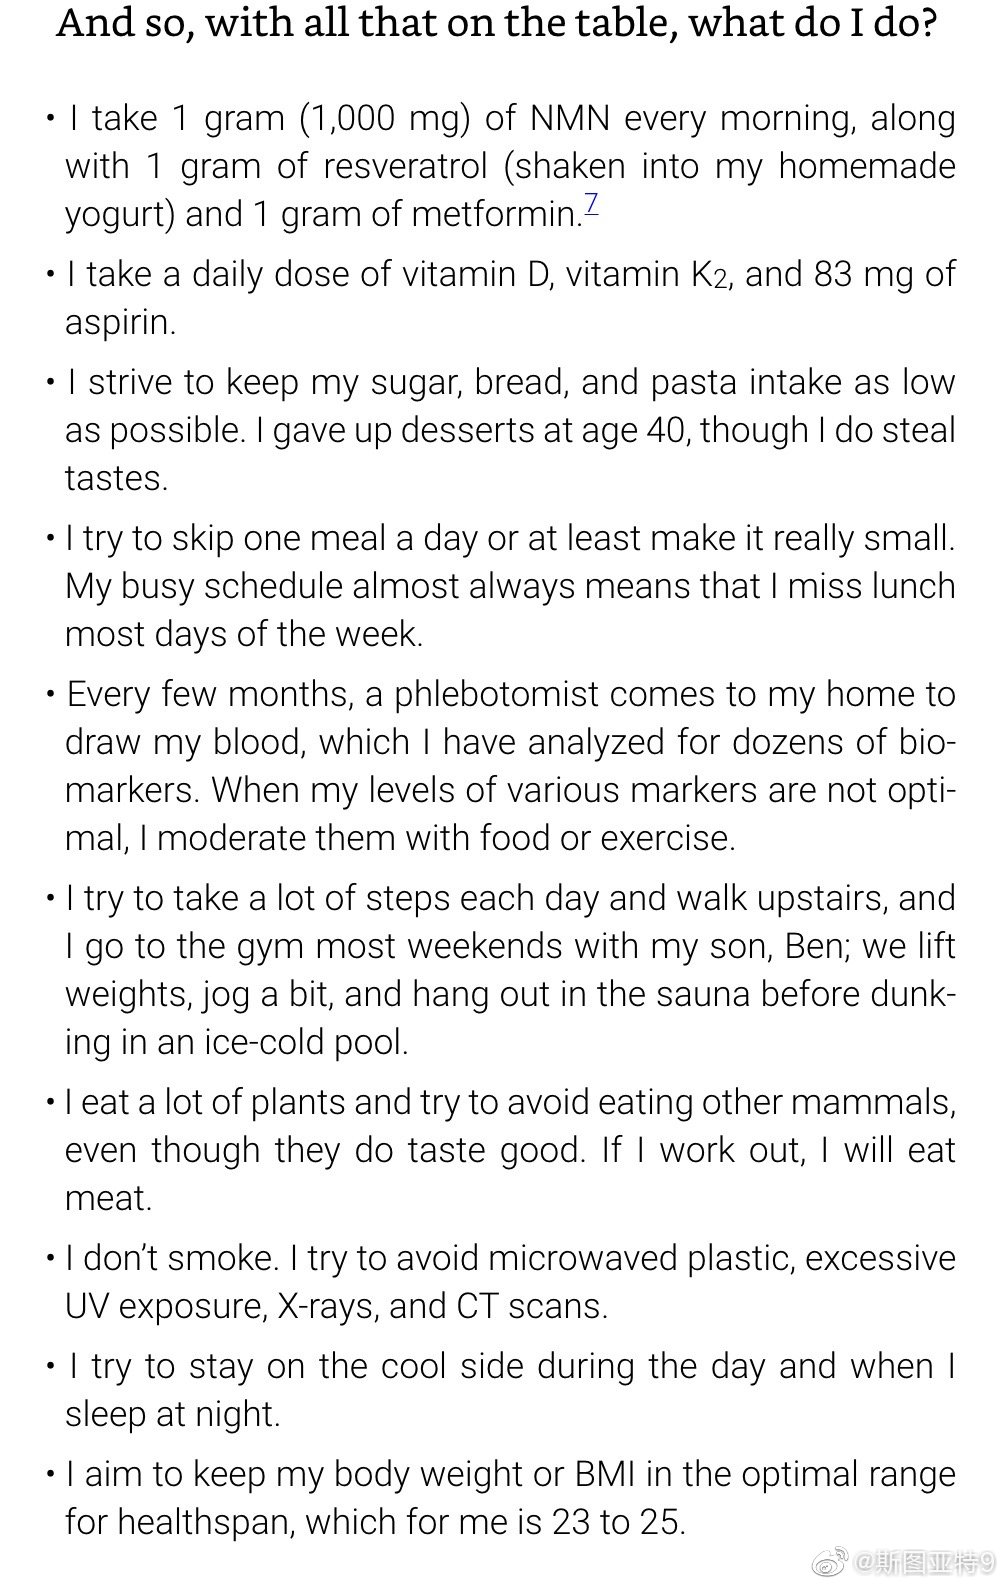 And so, with all that on the table, what do I do?
• I take 1 gram (1,000 mg) of NMN every morning, along
with 1 gram of resveratrol (shaken into my homemade
yogurt) and 1 gram of metformin.7
• I take a daily dose of vitamin D, vitamin K2, and 83 mg of
aspirin.
• I strive to keep my sugar, bread, and pasta intake as low
as possible. I gave up desserts at age 40, though I do steal
tastes.
• I try to skip one meal a day or at least make it really small.
My busy schedule almost always means that I miss lunch
most days of the week.
• Every few months, a phlebotomist comes to my home to
draw my blood, which I have analyzed for dozens of bio-
markers. When my levels of various markers are not opti-
mal, I moderate them with food or exercise.
• I try to take a lot of steps each day and walk upstairs, and
I go to the gym most weekends with my son, Ben; we lift
weights, jog a bit, and hang out in the sauna before dunk-
ing in an ice-cold pool.
• I eat a lot of plants and try to avoid eating other mammals,
even though they do taste good. If I work out, I will eat
meat.
• I don’t smoke. I try to avoid microwaved plastic, excessive
UV exposure, X-rays, and CT scans.
• I try to stay on the cool side during the day and when I
sleep at night.
• I aim to keep my body weight or BMI in the optimal range
for healthspan, which for me is 23 to 25.
@斯图亚特9